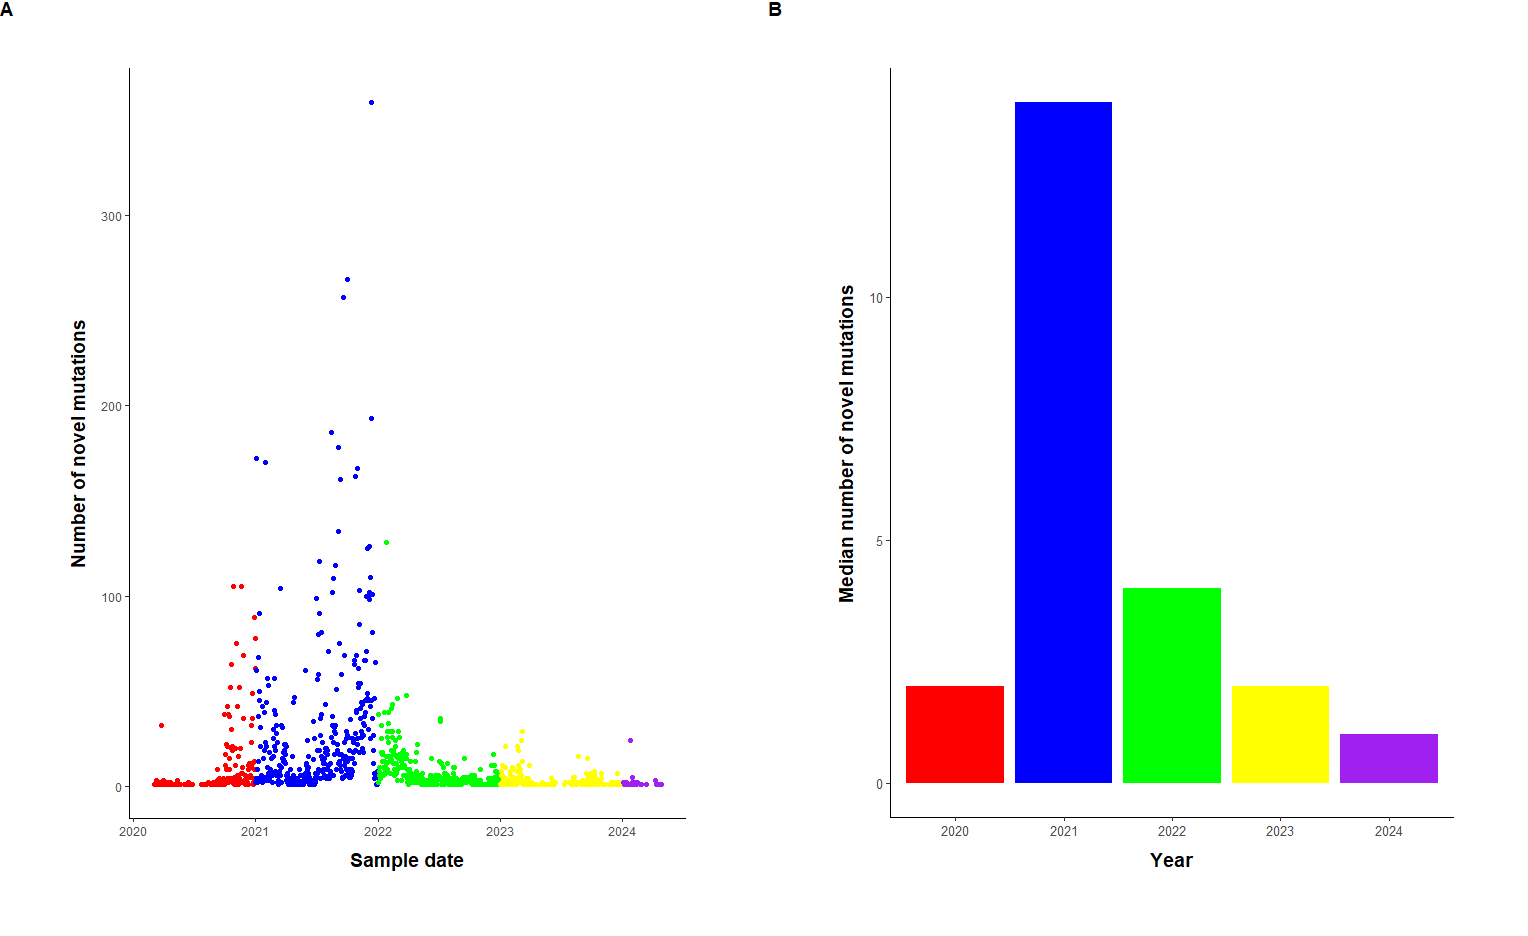 A
Number of novel mutations
300
200
100
0
2020 2021 2022 2023 2024
Sample date
B
Median number of novel mutations
10
5
0
2020 2021 2022 2023 2024
Year